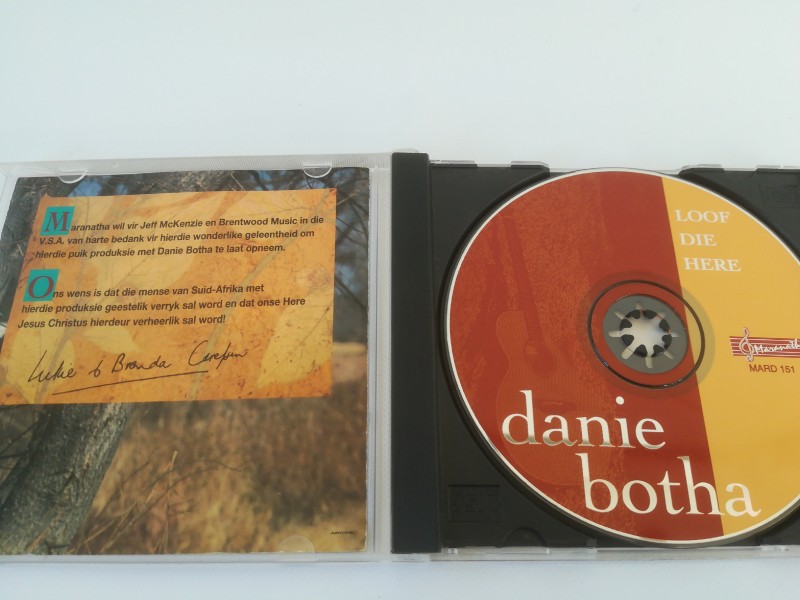 Maranatha wil vir Jeff McKenzie en Brentwood Music in die
V.S.A. van harte bedank vir hierdie wonderlike geleentheid om
hierdie puik produksie met Danie Botha te laat opneem.
Ons wens is dat die mense van Suid-Afrika met
hierdie produksie geestelik verryk sal word en dat onse Here
Jesus Christus hierdeur verheerlik sal word!
Luke & Brenda
LOOF
DIE
HERE
Maranatha
MARD 151
danie
botha